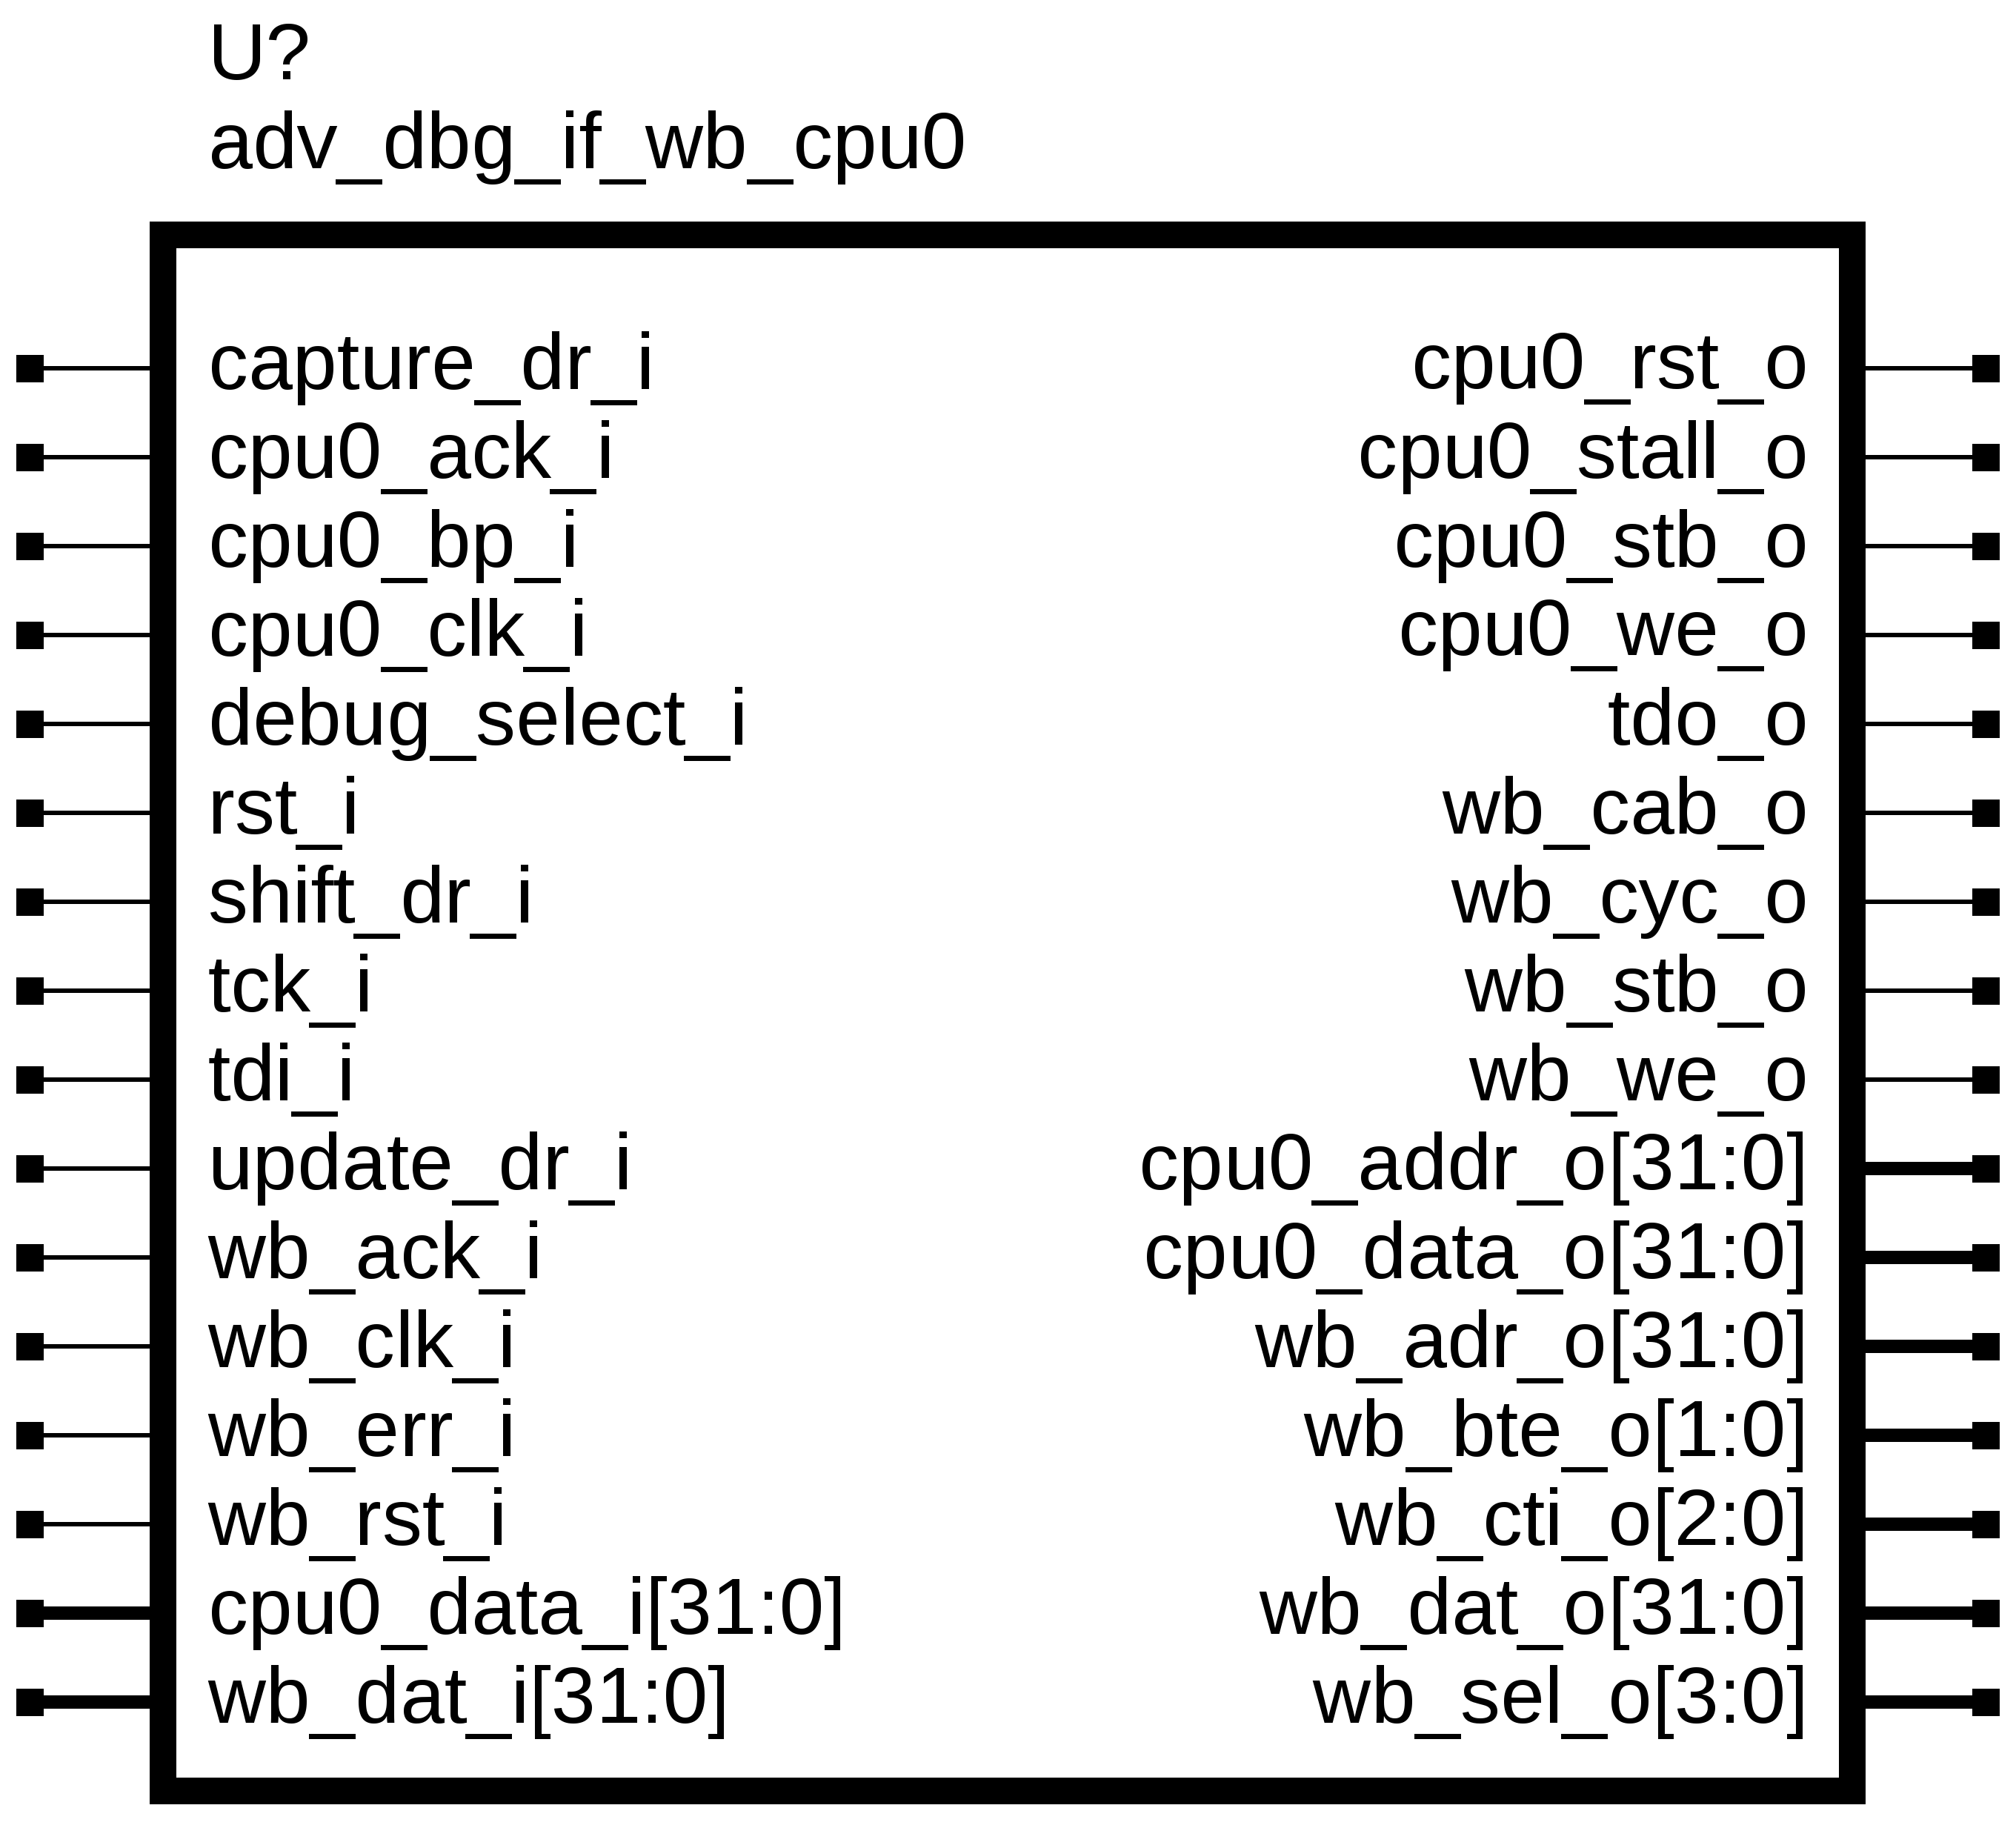 U?
adv_dbg_if_wb_cpu0
capture_dr_i cpu0_rst_o
cpu0_ack_i cpu0_stall_o
cpu0_bp_i cpu0_stb_o
cpu0_clk_i cpu0_we_o
debug_select_i tdo_o
rst_i wb_cab_o
shift_dr_i wb_cyc_o
tck_i wb_stb_o
tdi_i wb_we_o
update_dr_i cpu0_addr_o[31:0]
wb_ack_i cpu0_data_o[31:0]
wb_clk_i wb_adr_o[31:0]
wb_err_i wb_bte_o[1:0]
wb_rst_i wb_cti_o[2:0]
cpu0_data_i[31:0] wb_dat_o[31:0]
wb_dat_i[31:0] wb_sel_o[3:0]